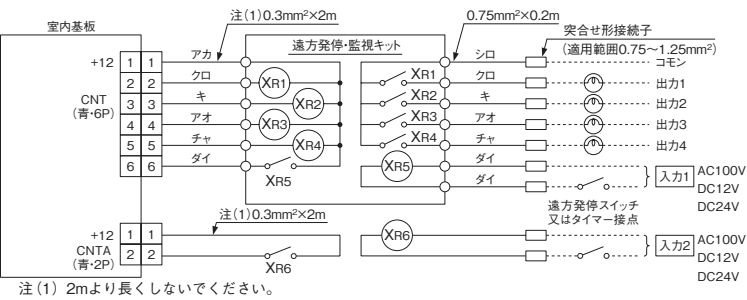 室内基板
注(1)0.3mm²×2m
0.75mm²×0.2m
突合せ形接続子
(適用範囲0.75〜1.25mm²)
遠方発停・監視キット
+12 1 1 アカ シロ コモン
2 2 クロ XR1 XR1 クロ 出力1
CNT
(青・6P)
3 3 キ XR2 XR2 キ 出力2
4 4 アオ XR3 XR3 アオ 出力3
5 5 チャ XR4 XR4 チャ 出力4
6 6 ダイ XR5 XR5 ダイ
ダイ
入力1
AC100V
DC12V
DC24V
遠方発停スイッチ
又はタイマー接点
注(1)0.3mm²×2m
+12 1 1
CNTA
(青・2P)
2 2
XR6
XR6
入力2
AC100V
DC12V
DC24V
注(1) 2mより長くしないでください。